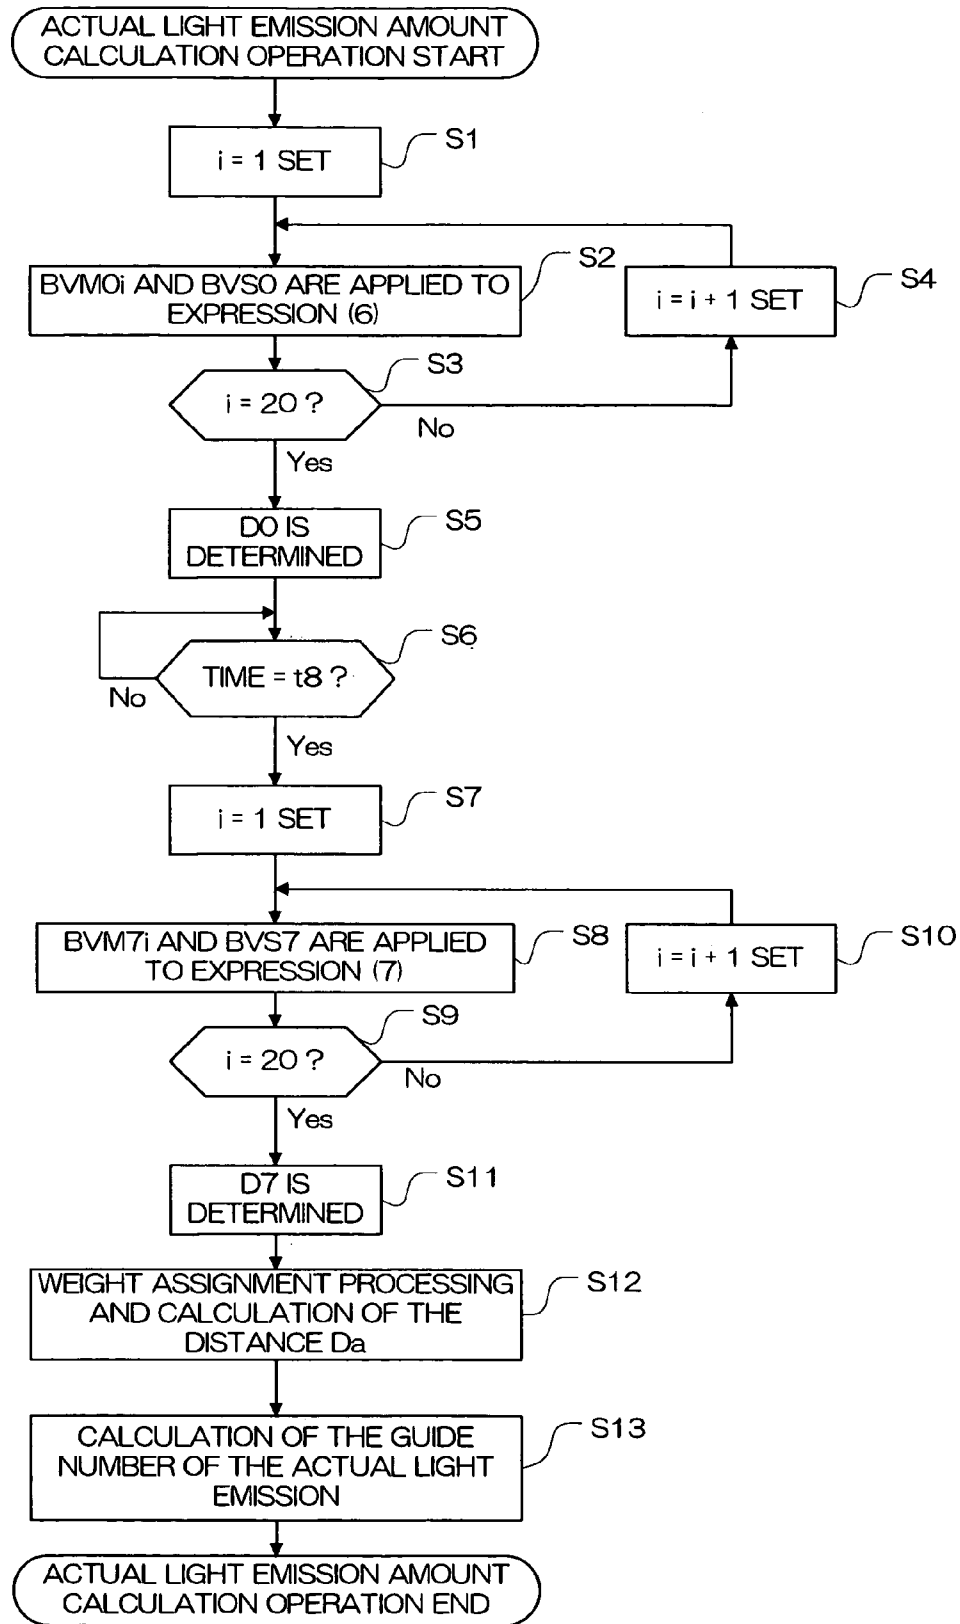 ACTUAL LIGHT EMISSION AMOUNT
CALCULATION OPERATION START
S1
i = 1 SET
S2
BVM0i AND BVS0 ARE APPLIED TO
EXPRESSION (6)
S4
i = i + 1 SET
S3
i = 20 ?
No
Yes
S5
D0 IS
DETERMINED
S6
TIME = t8 ?
No
Yes
S7
i = 1 SET
S8
BVM7i AND BVS7 ARE APPLIED
TO EXPRESSION (7)
S10
i = i + 1 SET
S9
i = 20 ?
No
Yes
S11
D7 IS
DETERMINED
S12
WEIGHT ASSIGNMENT PROCESSING
AND CALCULATION OF THE
DISTANCE Da
S13
CALCULATION OF THE GUIDE
NUMBER OF THE ACTUAL LIGHT
EMISSION
ACTUAL LIGHT EMISSION AMOUNT
CALCULATION OPERATION END